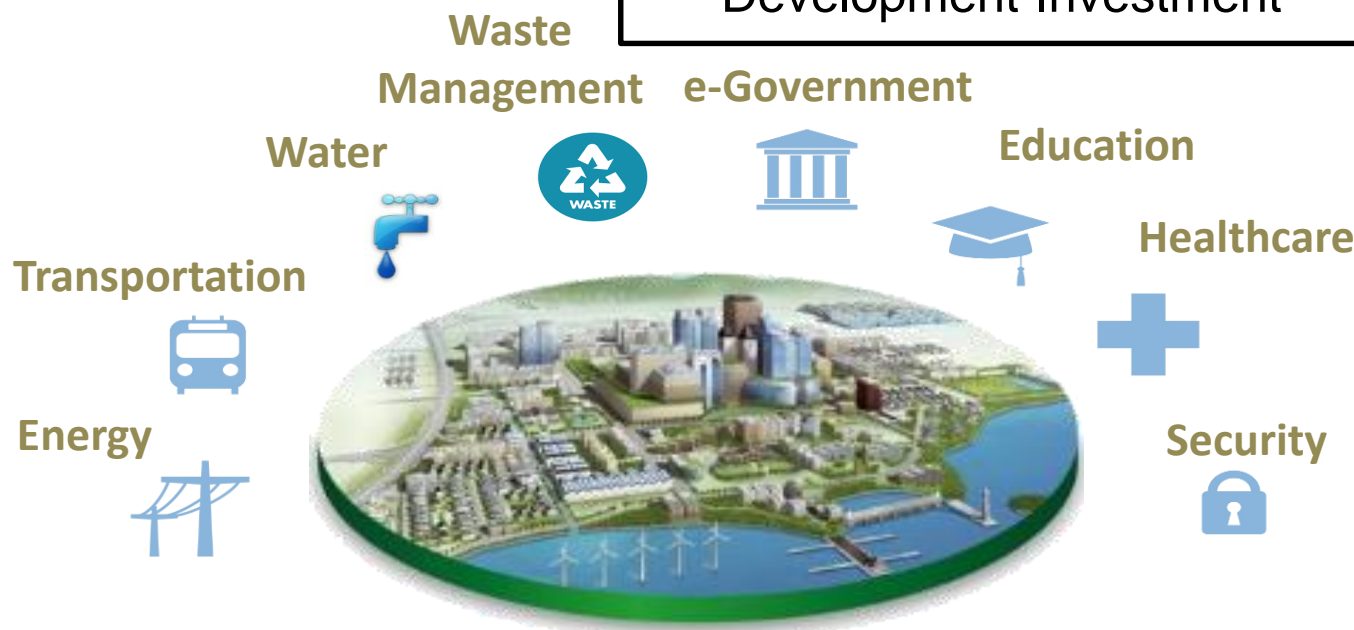 Development Investment
Waste
Management
e-Government
Water
Education
WASTE
Healthcare
Transportation
Energy
Security